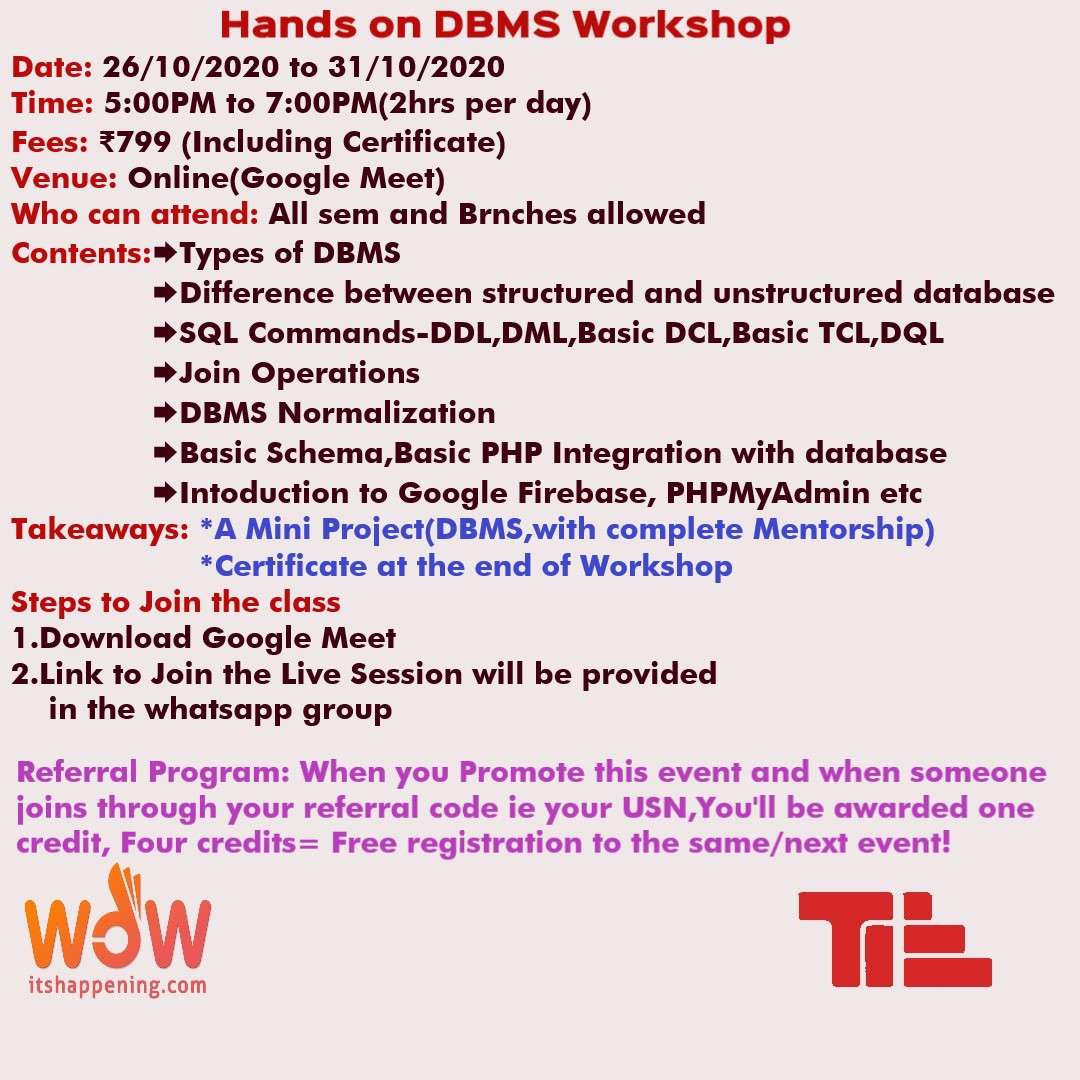 Hands on DBMS Workshop
Date: 26/10/2020 to 31/10/2020
Time: 5:00PM to 7:00PM(2hrs per day)
Fees: ₹799 (Including Certificate)
Venue: Online(Google Meet)
Who can attend: All sem and Brnches allowed
Contents:➡Types of DBMS
➡Difference between structured and unstructured database
➡SQL Commands-DDL,DML,Basic DCL,Basic TCL,DQL
➡Join Operations
➡DBMS Normalization
➡Basic Schema,Basic PHP Integration with database
➡Intoduction to Google Firebase, PHPMyAdmin etc
Takeaways: *A Mini Project(DBMS,with complete Mentorship)
*Certificate at the end of Workshop
Steps to Join the class
1.Download Google Meet
2.Link to Join the Live Session will be provided
in the whatsapp group
Referral Program: When you Promote this event and when someone
joins through your referral code ie your USN,You'll be awarded one
credit, Four credits= Free registration to the same/next event!
WOW
itshappening.com
TiE